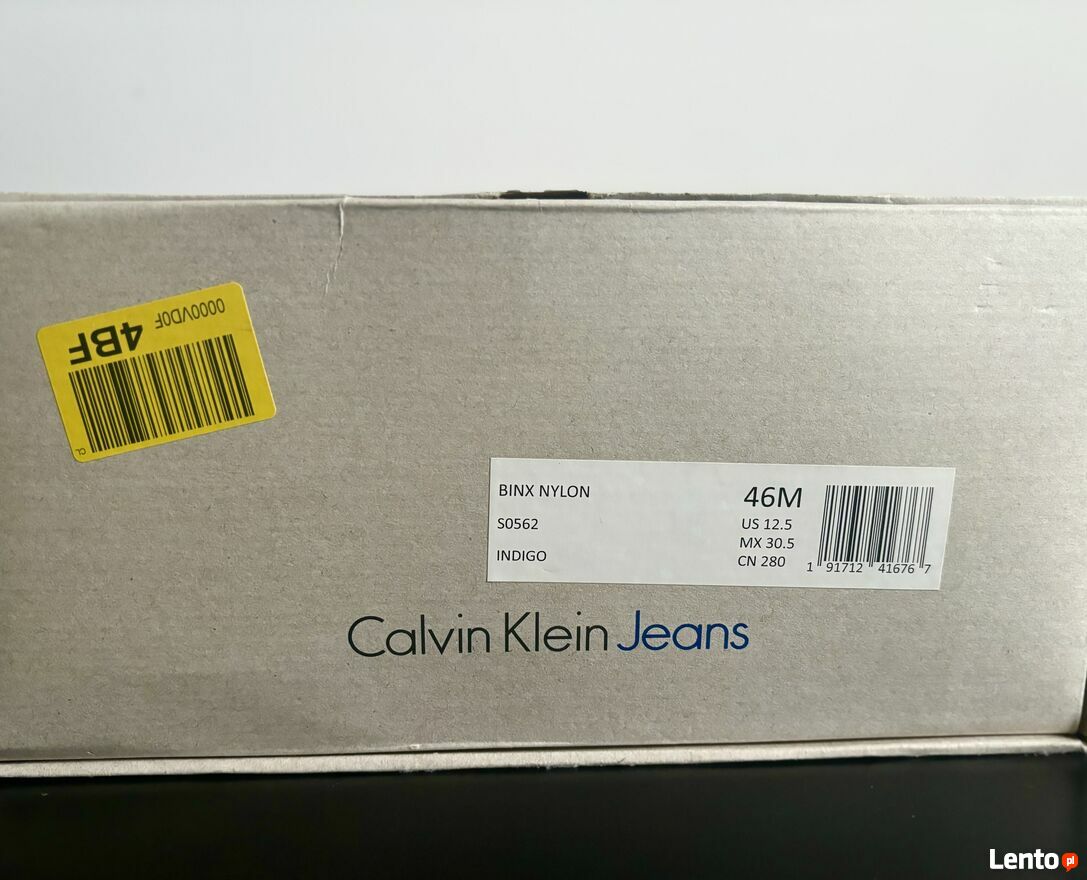 0000VD0F
4BF
CL
BINX NYLON
S0562
INDIGO
46M
US 12.5
MX 30.5
CN 280
1 91712 41676 7
Calvin Klein Jeans
Lento pl